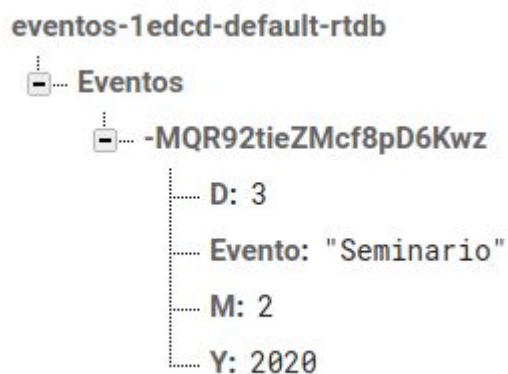 eventos-1edcd-default-rtdb
Eventos
-MQR92tieZMcf8pD6Kwz
D: 3
Evento: "Seminario"
M: 2
Y: 2020